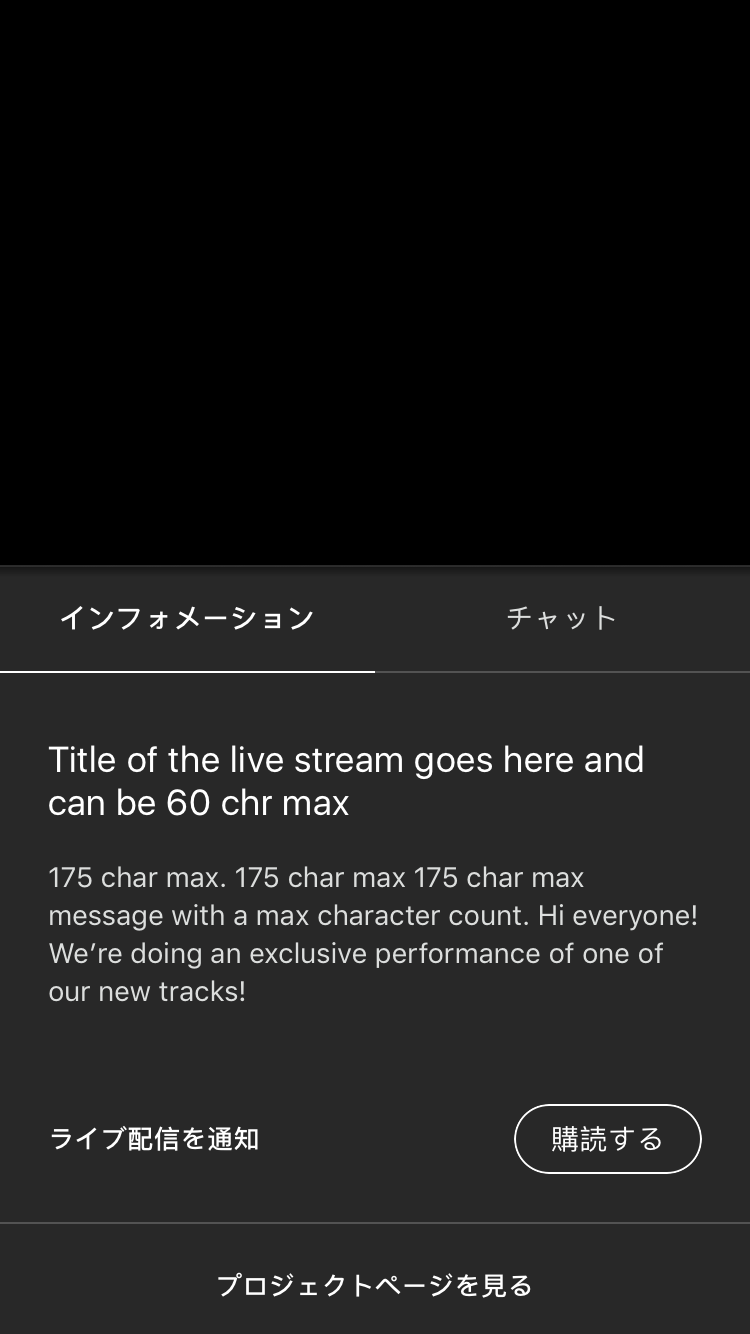 インフォメーション
チャット
Title of the live stream goes here and
can be 60 chr max
175 char max. 175 char max 175 char max
message with a max character count. Hi everyone!
We’re doing an exclusive performance of one of
our new tracks!
ライブ配信を通知
購読する
プロジェクトページを見る